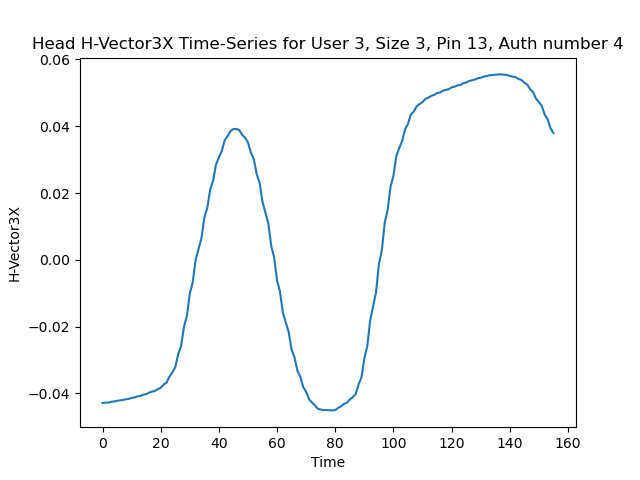 Head H-Vector3X Time-Series for User 3, Size 3, Pin 13, Auth number 4
0.06
0.04
0.02
0.00
−0.02
−0.04
H-Vector3X
0 20 40 60 80 100 120 140 160
Time